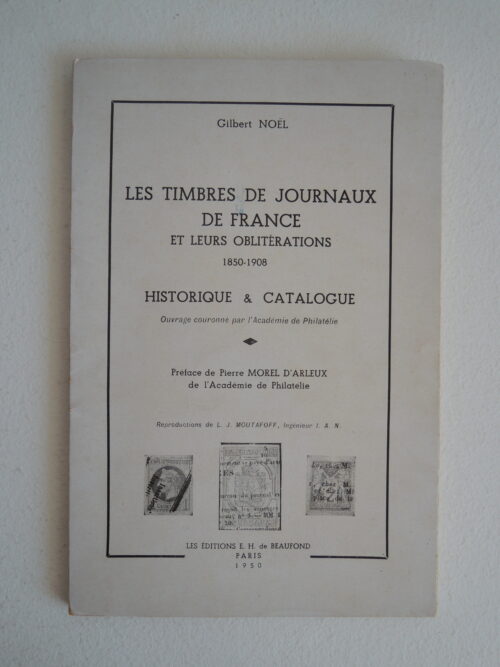 Gilbert NOËL
LES TIMBRES DE JOURNAUX
DE FRANCE
ET LEURS OBLITÉRATIONS
1850-1908
HISTORIQUE & CATALOGUE
Ouvrage couronné par l'Académie de Philatélie
Preface de Pierre MOREL D'ARLEUX
de l'Académie de Philatelie
Reproductions de L. J. MOUTAFOFF, Ingénieur I. A. N.
LES ÉDITIONS E. H. de BEAUFOND
PARIS
1950